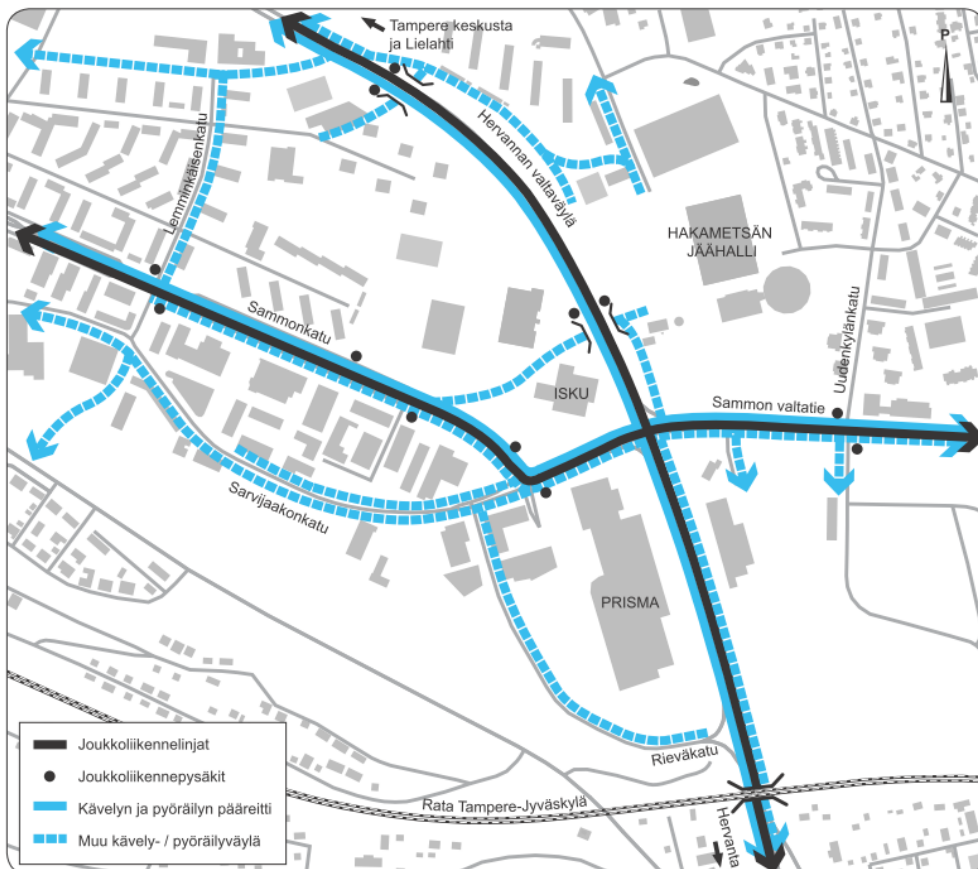 Tampere keskusta
ja Lielahti
P
Hervannan valtaväylä
Lemminkäisenkatu
HAKAMETSÄN
JÄÄHALLI
Sammonkatu
Uudenkylänkatu
ISKU
Sammon valtatie
Sarvijaakonkatu
PRISMA
Rieväkatu
Rata Tampere-Jyväskylä
Hervanta
Joukkoliikennelinjat
Joukkoliikennepysäkit
Kävelyn ja pyöräilyn pääreitti
Muu kävely- / pyöräilyväylä